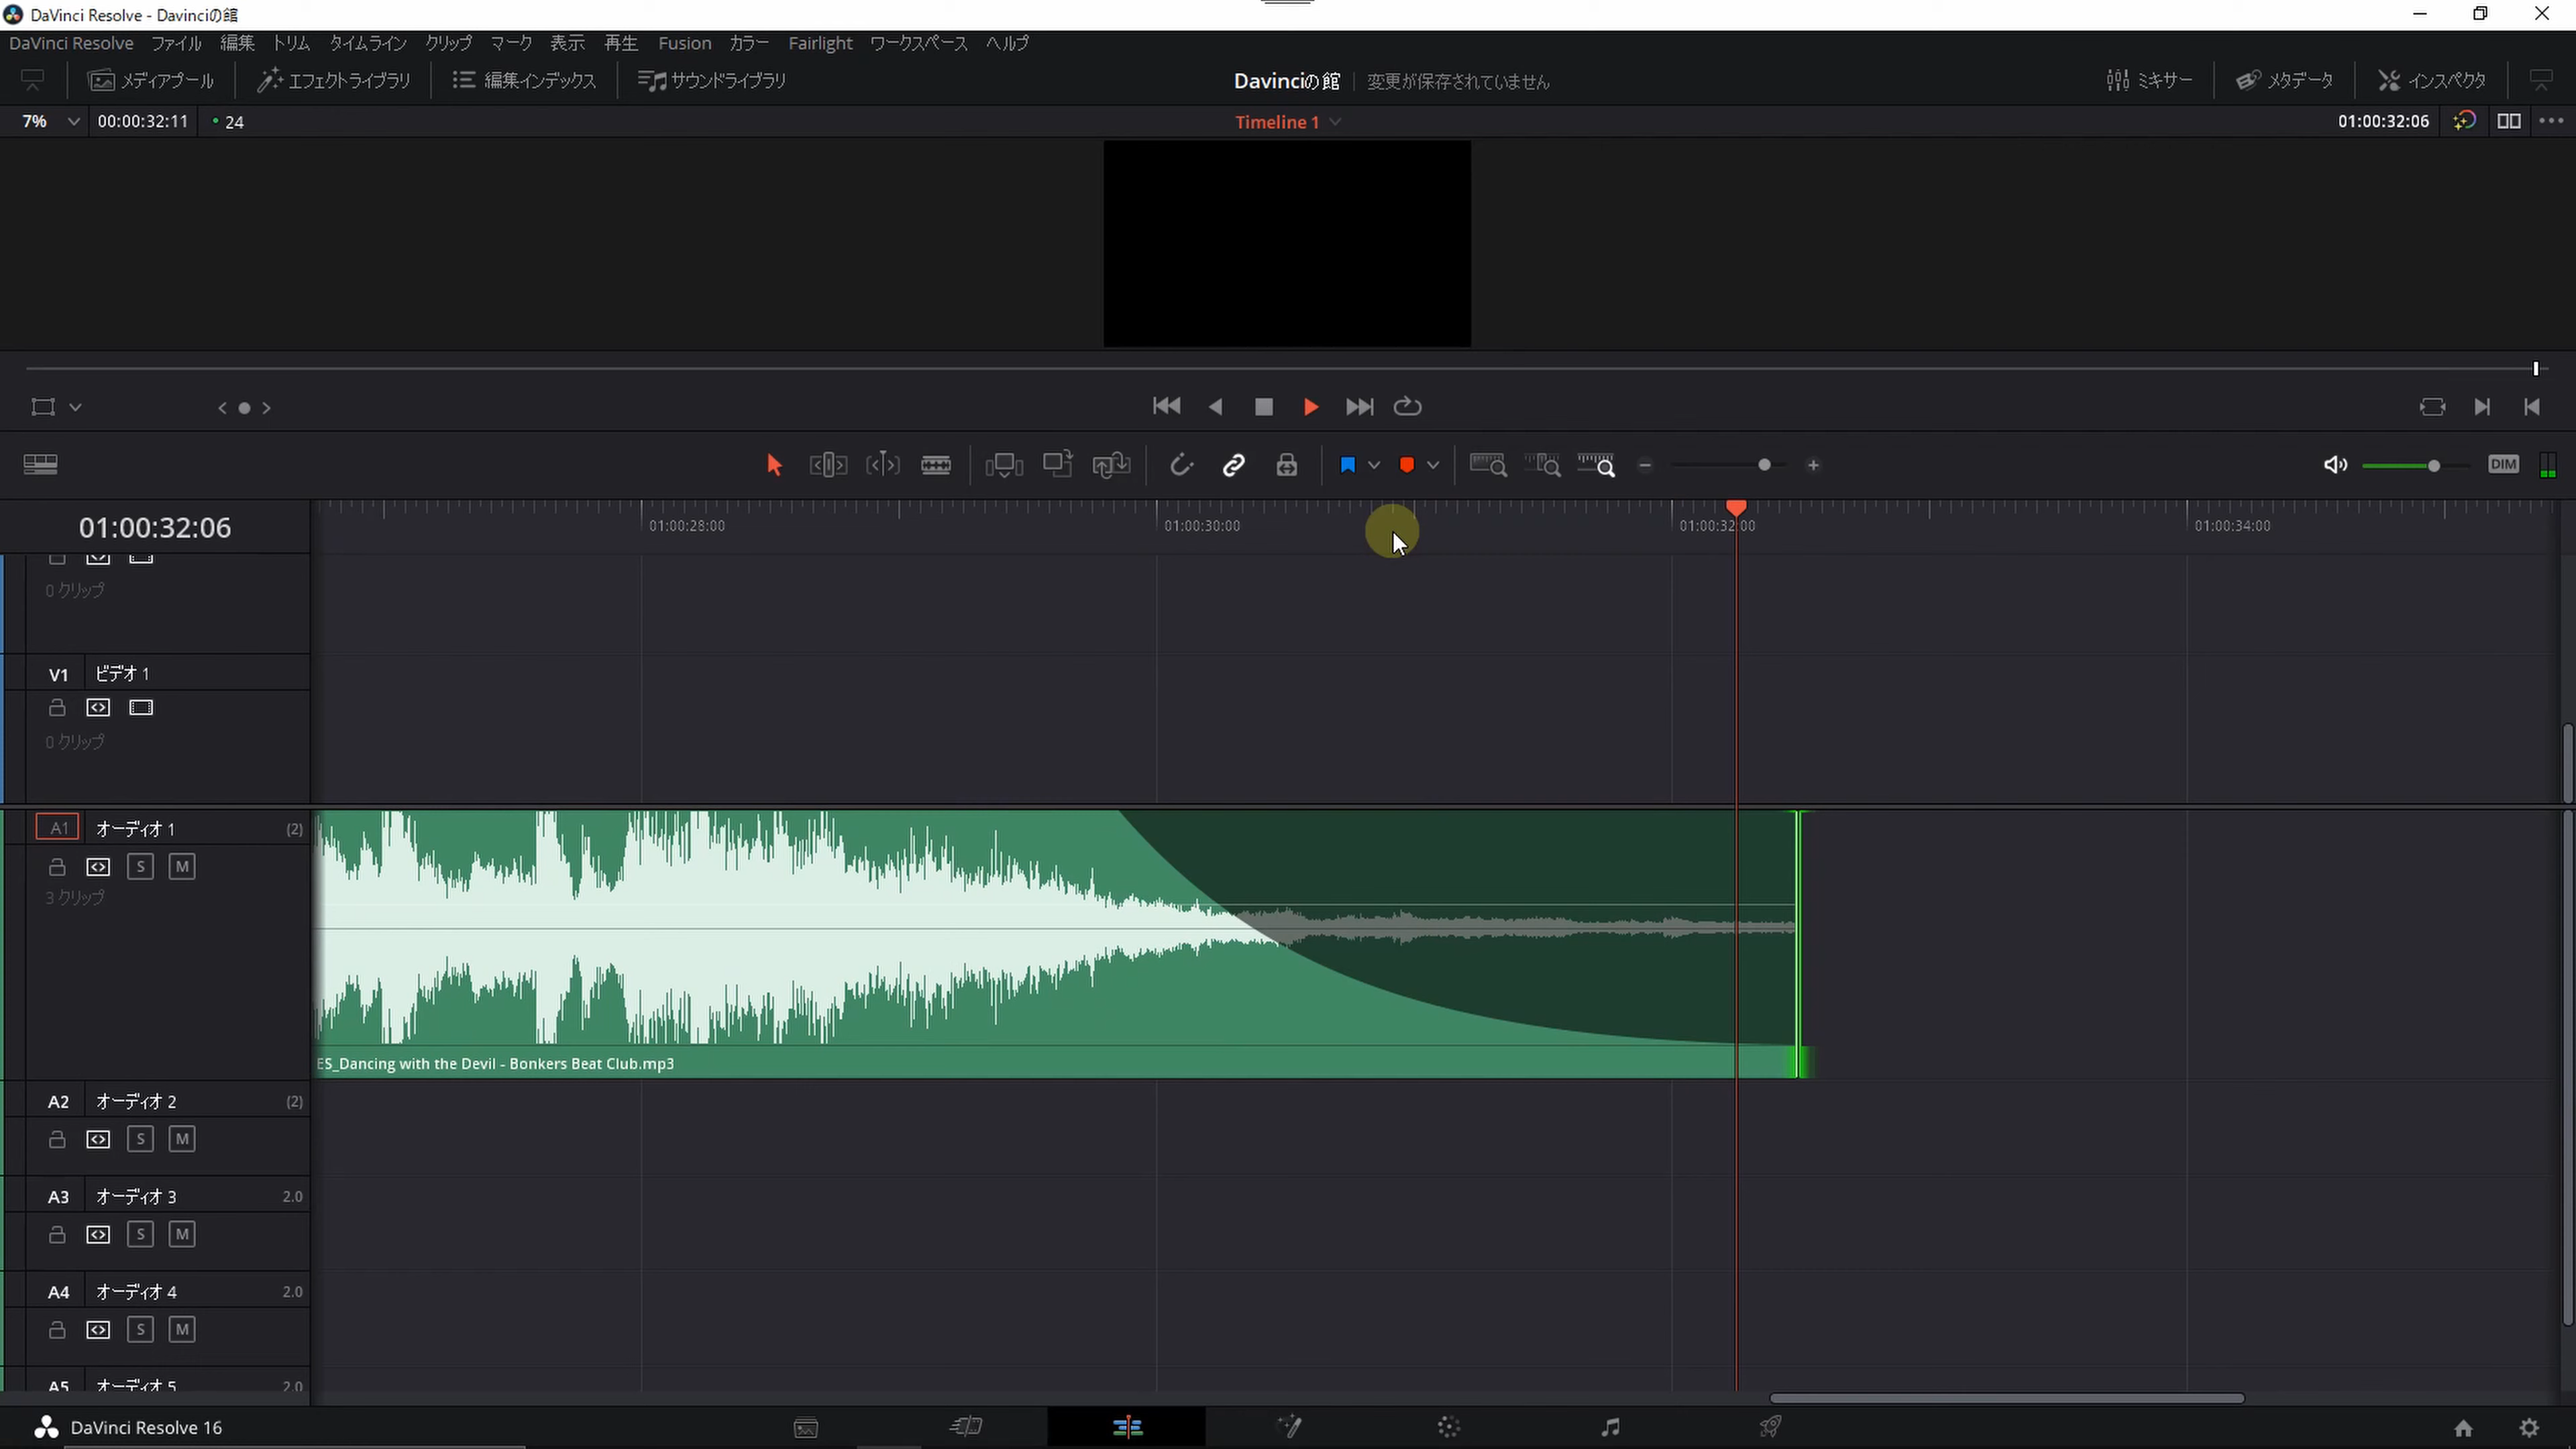 DaVinci Resolve - Davinciの館
DaVinci Resolve ファイル 編集 トリム タイムライン クリップ マーク 表示 再生 Fusion カラー Fairlight ワークスペース ヘルプ
メディアプール エフェクトライブラリ 編集インデックス サウンドライブラリ Davinciの館 変更が保存されていません ミキサー メタデータ インスペクタ
7% 00:00:32:11 24 Timeline 1 01:00:32:06
DIM
01:00:32:06 01:00:28:00 01:00:30:00 01:00:32:00 01:00:34:00
0 クリップ
V1 ビデオ 1
0 クリップ
A1 オーディオ 1 (2)
S M
3 クリップ
ES_Dancing with the Devil - Bonkers Beat Club.mp3
A2 オーディオ 2 (2)
S M
A3 オーディオ 3 2.0
S M
A4 オーディオ 4 2.0
S M
A5 オーディオ 5 2.0
DaVinci Resolve 16